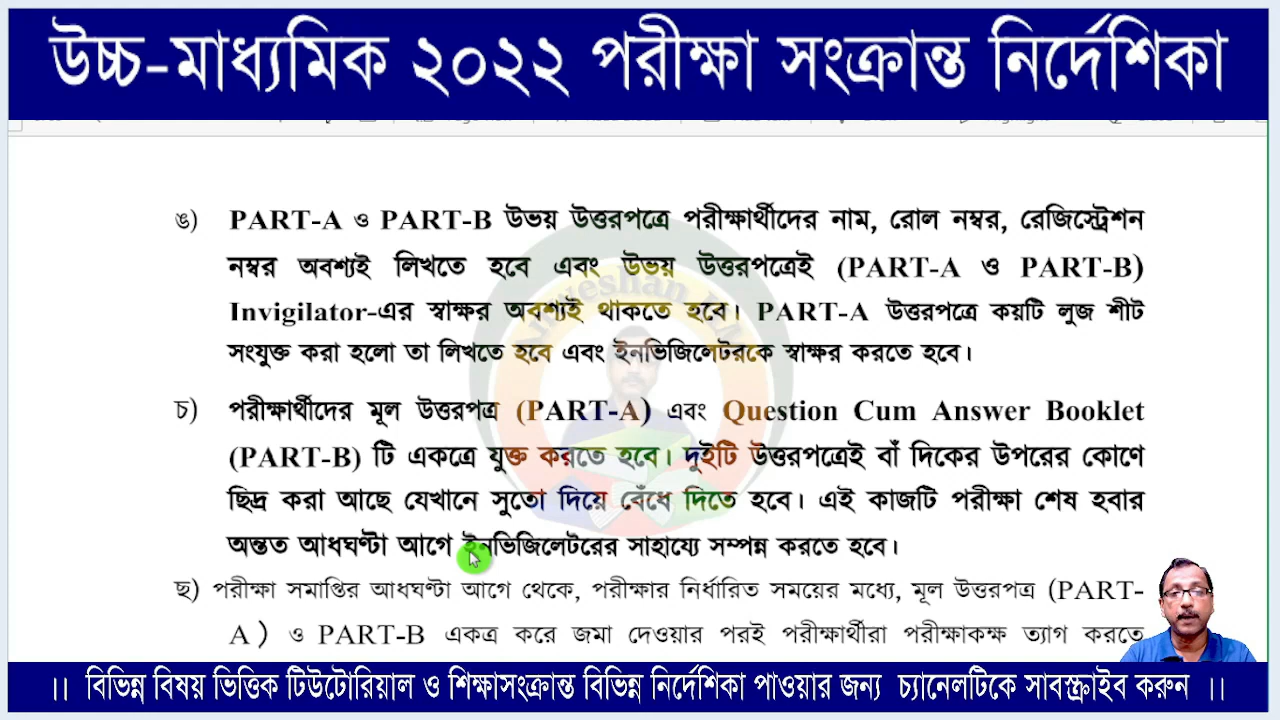 উচ্চ-মাধ্যমিক ২০২২ পরীক্ষা সংক্রান্ত নির্দেশিকা
ঙ) PART-A ও PART-B উভয় উত্তরপত্রে পরীক্ষার্থীদের নাম, রোল নম্বর, রেজিস্ট্রেশন
নম্বর অবশ্যই লিখতে হবে এবং উভয় উত্তরপত্রেই (PART-A ও PART-B)
Invigilator-এর স্বাক্ষর অবশ্যই থাকতে হবে। PART-A উত্তরপত্রে কয়টি লুজ শীট
সংযুক্ত করা হলো তা লিখতে হবে এবং ইনভিজিলেটরকে স্বাক্ষর করতে হবে।
চ) পরীক্ষার্থীদের মূল উত্তরপত্র (PART-A) এবং Question Cum Answer Booklet
(PART-B) টি একত্রে যুক্ত করতে হবে। দুইটি উত্তরপত্রেই বাঁ দিকের উপরের কোণে
ছিদ্র করা আছে যেখানে সুতো দিয়ে বেঁধে দিতে হবে। এই কাজটি পরীক্ষা শেষ হবার
অন্তত আধঘণ্টা আগে ইনভিজিলেটরের সাহায্যে সম্পন্ন করতে হবে।
ছ) পরীক্ষা সমাপ্তির আধঘণ্টা আগে থেকে, পরীক্ষার নির্ধারিত সময়ের মধ্যে, মূল উত্তরপত্র (PART-
A ) ও PART-B একত্র করে জমা দেওয়ার পরই পরীক্ষার্থীরা পরীক্ষাকক্ষ ত্যাগ করতে
।। বিভিন্ন বিষয় ভিত্তিক টিউটোরিয়াল ও শিক্ষাসংক্রান্ত বিভিন্ন নির্দেশিকা পাওয়ার জন্য চ্যানেলটিকে সাবস্ক্রাইব করুন ।।